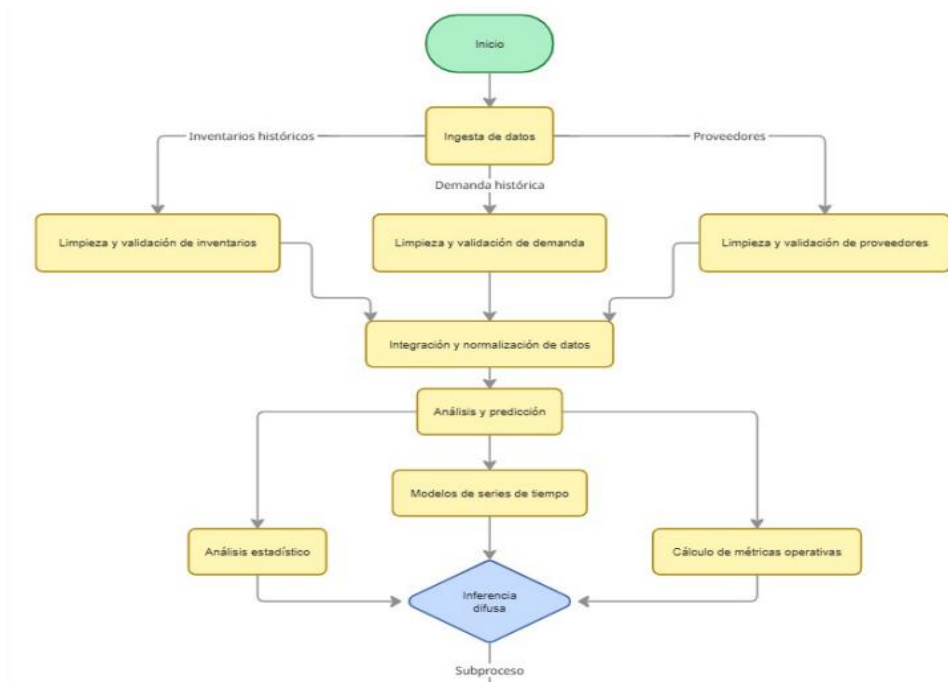 Inicio
Inventarios históricos
Ingesta de datos
Proveedores
Demanda histórica
Limpieza y validación de inventarios
Limpieza y validación de demanda
Limpieza y validación de proveedores
Integración y normalización de datos
Análisis y predicción
Modelos de series de tiempo
Análisis estadístico
Cálculo de métricas operativas
Inferencia
difusa
Subproceso